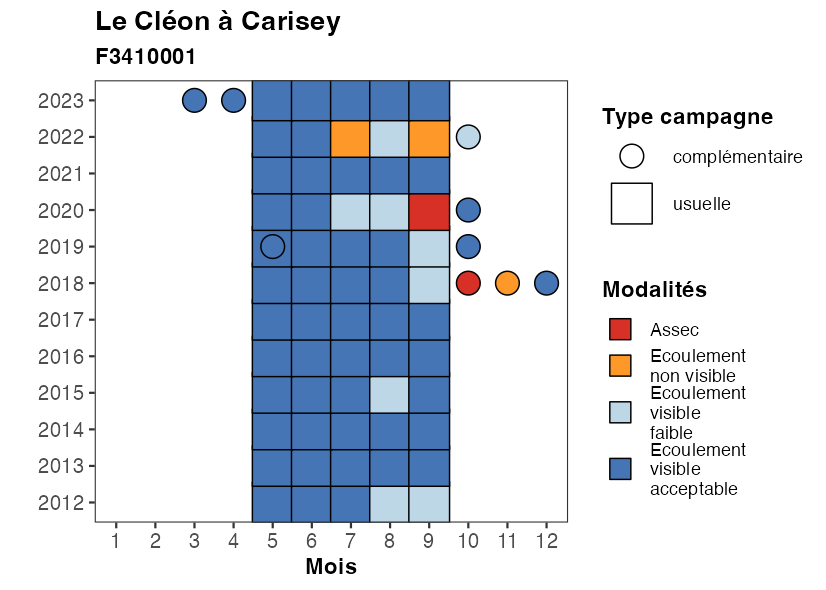 Le Cléon à Carisey
F3410001
2023
2022
2021
2020
2019
2018
2017
2016
2015
2014
2013
2012
1 2 3 4 5 6 7 8 9 10 11 12
Mois
Type campagne
complémentaire
usuelle
Modalités
Assec
Ecoulement
non visible
Ecoulement
visible
faible
Ecoulement
visible
acceptable